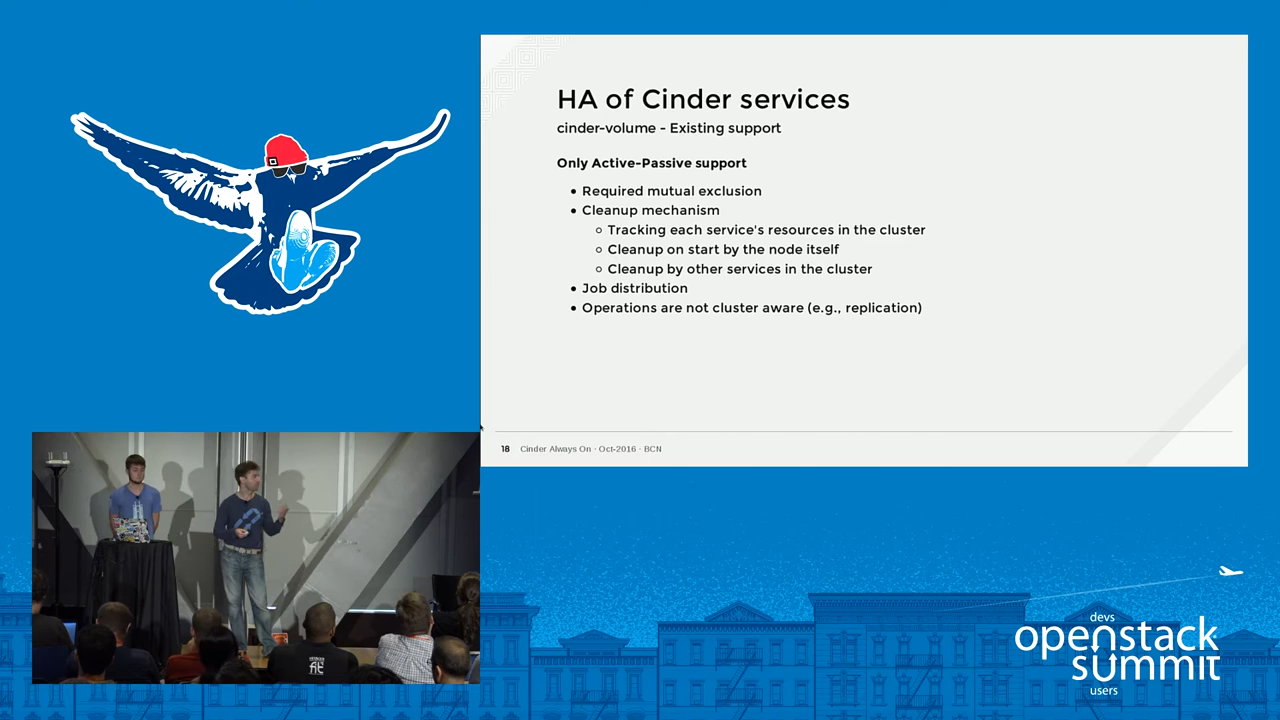 HA of Cinder services
cinder-volume - Existing support
Only Active-Passive support
• Required mutual exclusion
• Cleanup mechanism
○ Tracking each service's resources in the cluster
○ Cleanup on start by the node itself
○ Cleanup by other services in the cluster
• Job distribution
• Operations are not cluster aware (e.g., replication)
18 Cinder Always On · Oct-2016 · BCN
fit
devs
openstack
summit
users